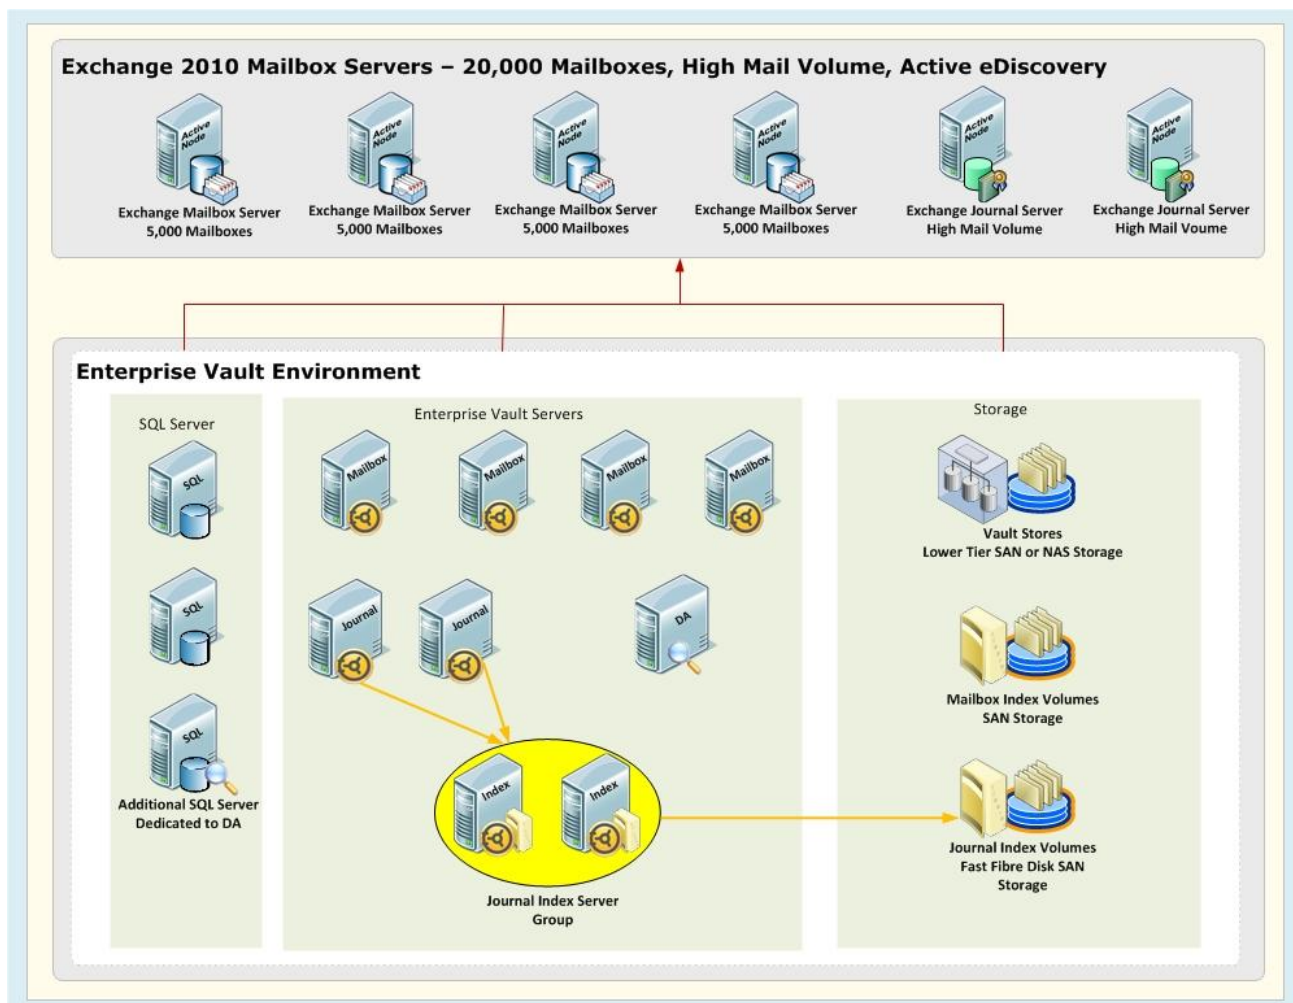 Exchange 2010 Mailbox Servers – 20,000 Mailboxes, High Mail Volume, Active eDiscovery
Active
Node
Active
Node
Active
Node
Active
Node
Active
Node
Active
Node
Exchange Mailbox Server
5,000 Mailboxes
Exchange Mailbox Server
5,000 Mailboxes
Exchange Mailbox Server
5,000 Mailboxes
Exchange Mailbox Server
5,000 Mailboxes
Exchange Journal Server
High Mail Volume
Exchange Journal Server
High Mail Voume
Enterprise Vault Environment
SQL Server
SQL
SQL
SQL
Additional SQL Server
Dedicated to DA
Enterprise Vault Servers
Mailbox
Mailbox
Mailbox
Mailbox
Journal
Journal
DA
Index
Index
Journal Index Server
Group
Storage
Vault Stores
Lower Tier SAN or NAS Storage
Mailbox Index Volumes
SAN Storage
Journal Index Volumes
Fast Fibre Disk SAN
Storage